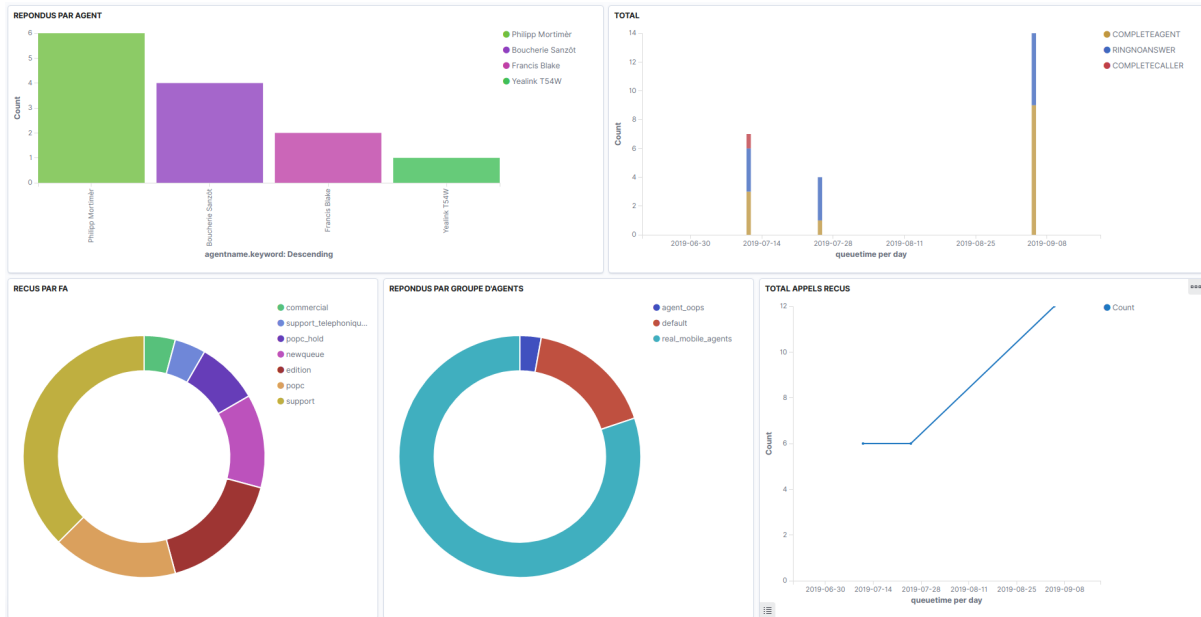 REPONDUS PAR AGENT
6
5
4
3
2
1
0
Count
Philipp Mortimèr
Boucherie Sanzöt
Francis Blake
Yealink T54W
agentname.keyword: Descending
Philipp Mortimèr
Boucherie Sanzöt
Francis Blake
Yealink T54W
TOTAL
14
12
10
8
6
4
2
0
Count
2019-06-30
2019-07-14
2019-07-28
2019-08-11
2019-08-25
2019-09-08
queuetime per day
COMPLETEAGENT
RINGNOANSWER
COMPLETECALLER
RECUS PAR FA
commercial
support_telephoniqu...
popc_hold
newqueue
edition
popc
support
REPONDUS PAR GROUPE D'AGENTS
agent_oops
default
real_mobile_agents
TOTAL APPELS RECUS
12
10
8
6
4
2
0
Count
2019-06-30
2019-07-14
2019-07-28
2019-08-11
2019-08-25
2019-09-08
queuetime per day
Count